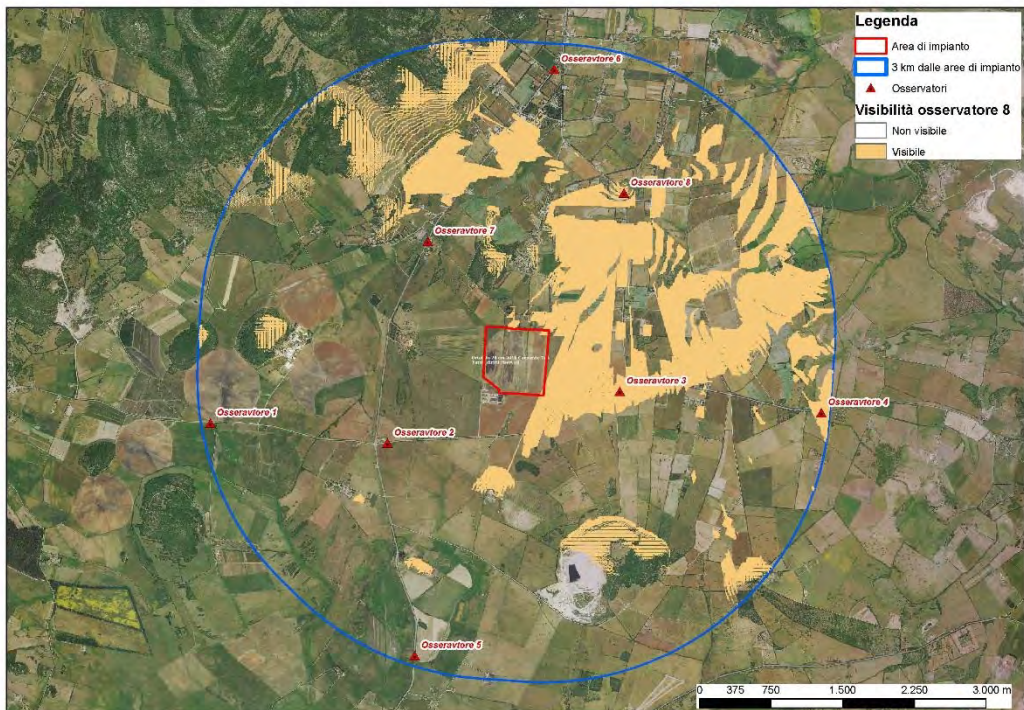 Legenda
Area di impianto
3 km dalle aree di impianto
Osservatori
Visibilità osservatore 8
Non visibile
Visibile
Osseravtore 6
Osseravtore 8
Osseravtore 7
Osseravtore 3
Osseravtore 4
Osseravtore 1
Osseravtore 2
Osseravtore 5
0 375 750 1.500 2.250 3.000 m